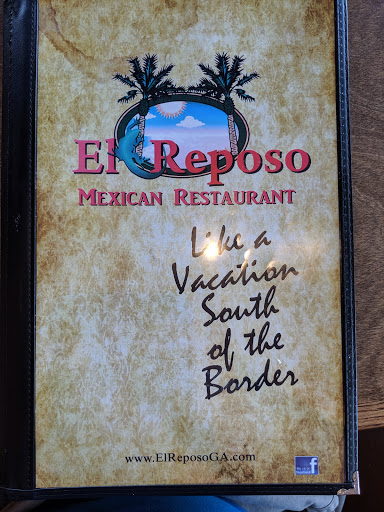 El Reposo
MEXICAN RESTAURANT
Like a
Vacation
South
of the
Border
www.ElReposoGA.com
f